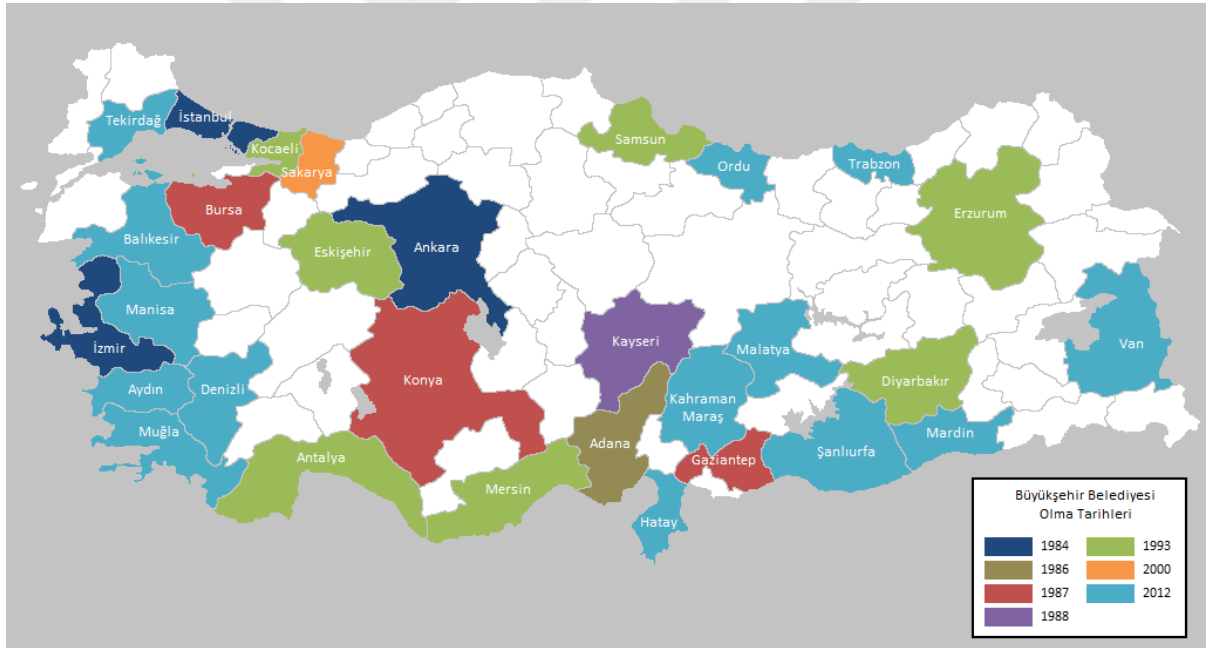 İstanbul
Tekirdağ
Kocaeli
Sakarya
Samsun
Ordu
Trabzon
Bursa
Erzurum
Balıkesir
Eskişehir
Ankara
Manisa
İzmir
Kayseri
Malatya
Van
Aydın
Denizli
Konya
Diyarbakır
Kahraman
Maraş
Muğla
Adana
Mardin
Antalya
Gaziantep
Şanlıurfa
Mersin
Hatay
Büyükşehir Belediyesi
Olma Tarihleri
1984
1993
1986
2000
1987
2012
1988